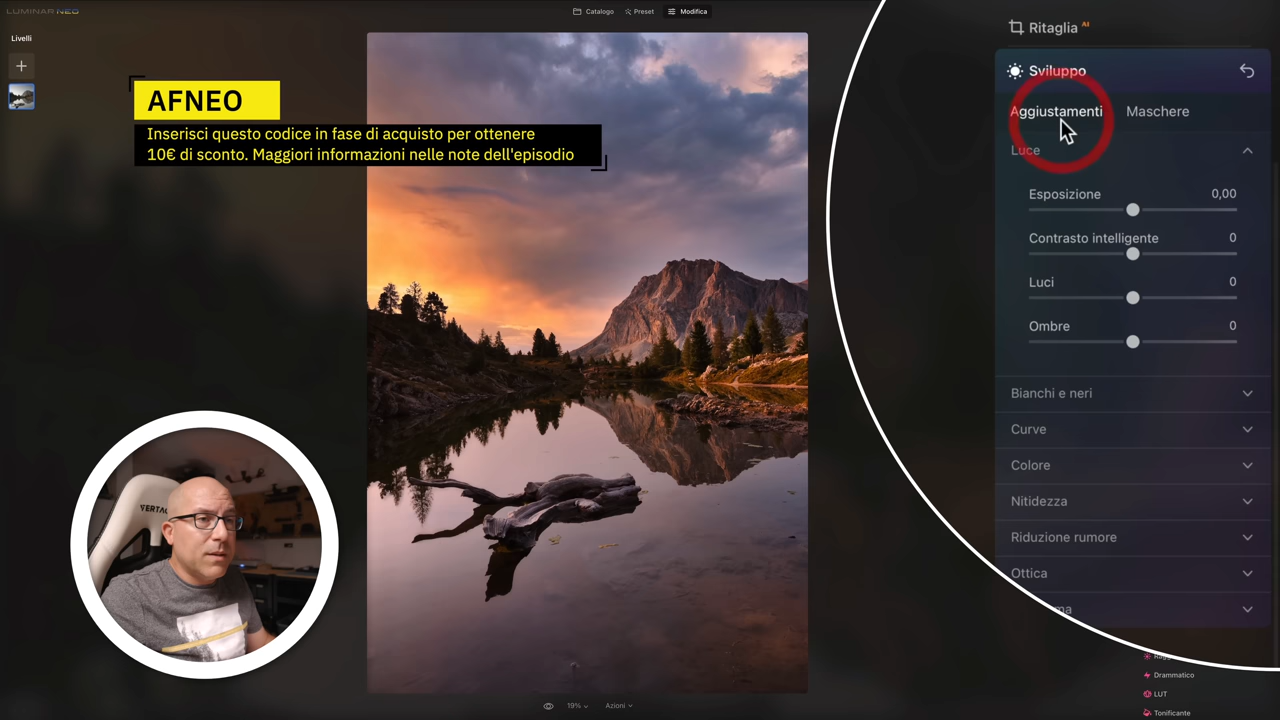 LUMINAR NEO
Catalogo
Preset
Modifica
Livelli
AFNEO
Inserisci questo codice in fase di acquisto per ottenere
10€ di sconto. Maggiori informazioni nelle note dell'episodio
VERTAG
Ritaglia AI
Sviluppo
Aggiustamenti Maschere
Luce
Esposizione 0,00
Contrasto intelligente 0
Luci 0
Ombre 0
Bianchi e neri
Curve
Colore
Nitidezza
Riduzione rumore
Ottica
Drammatico
LUT
Tonificante
19%
Azioni